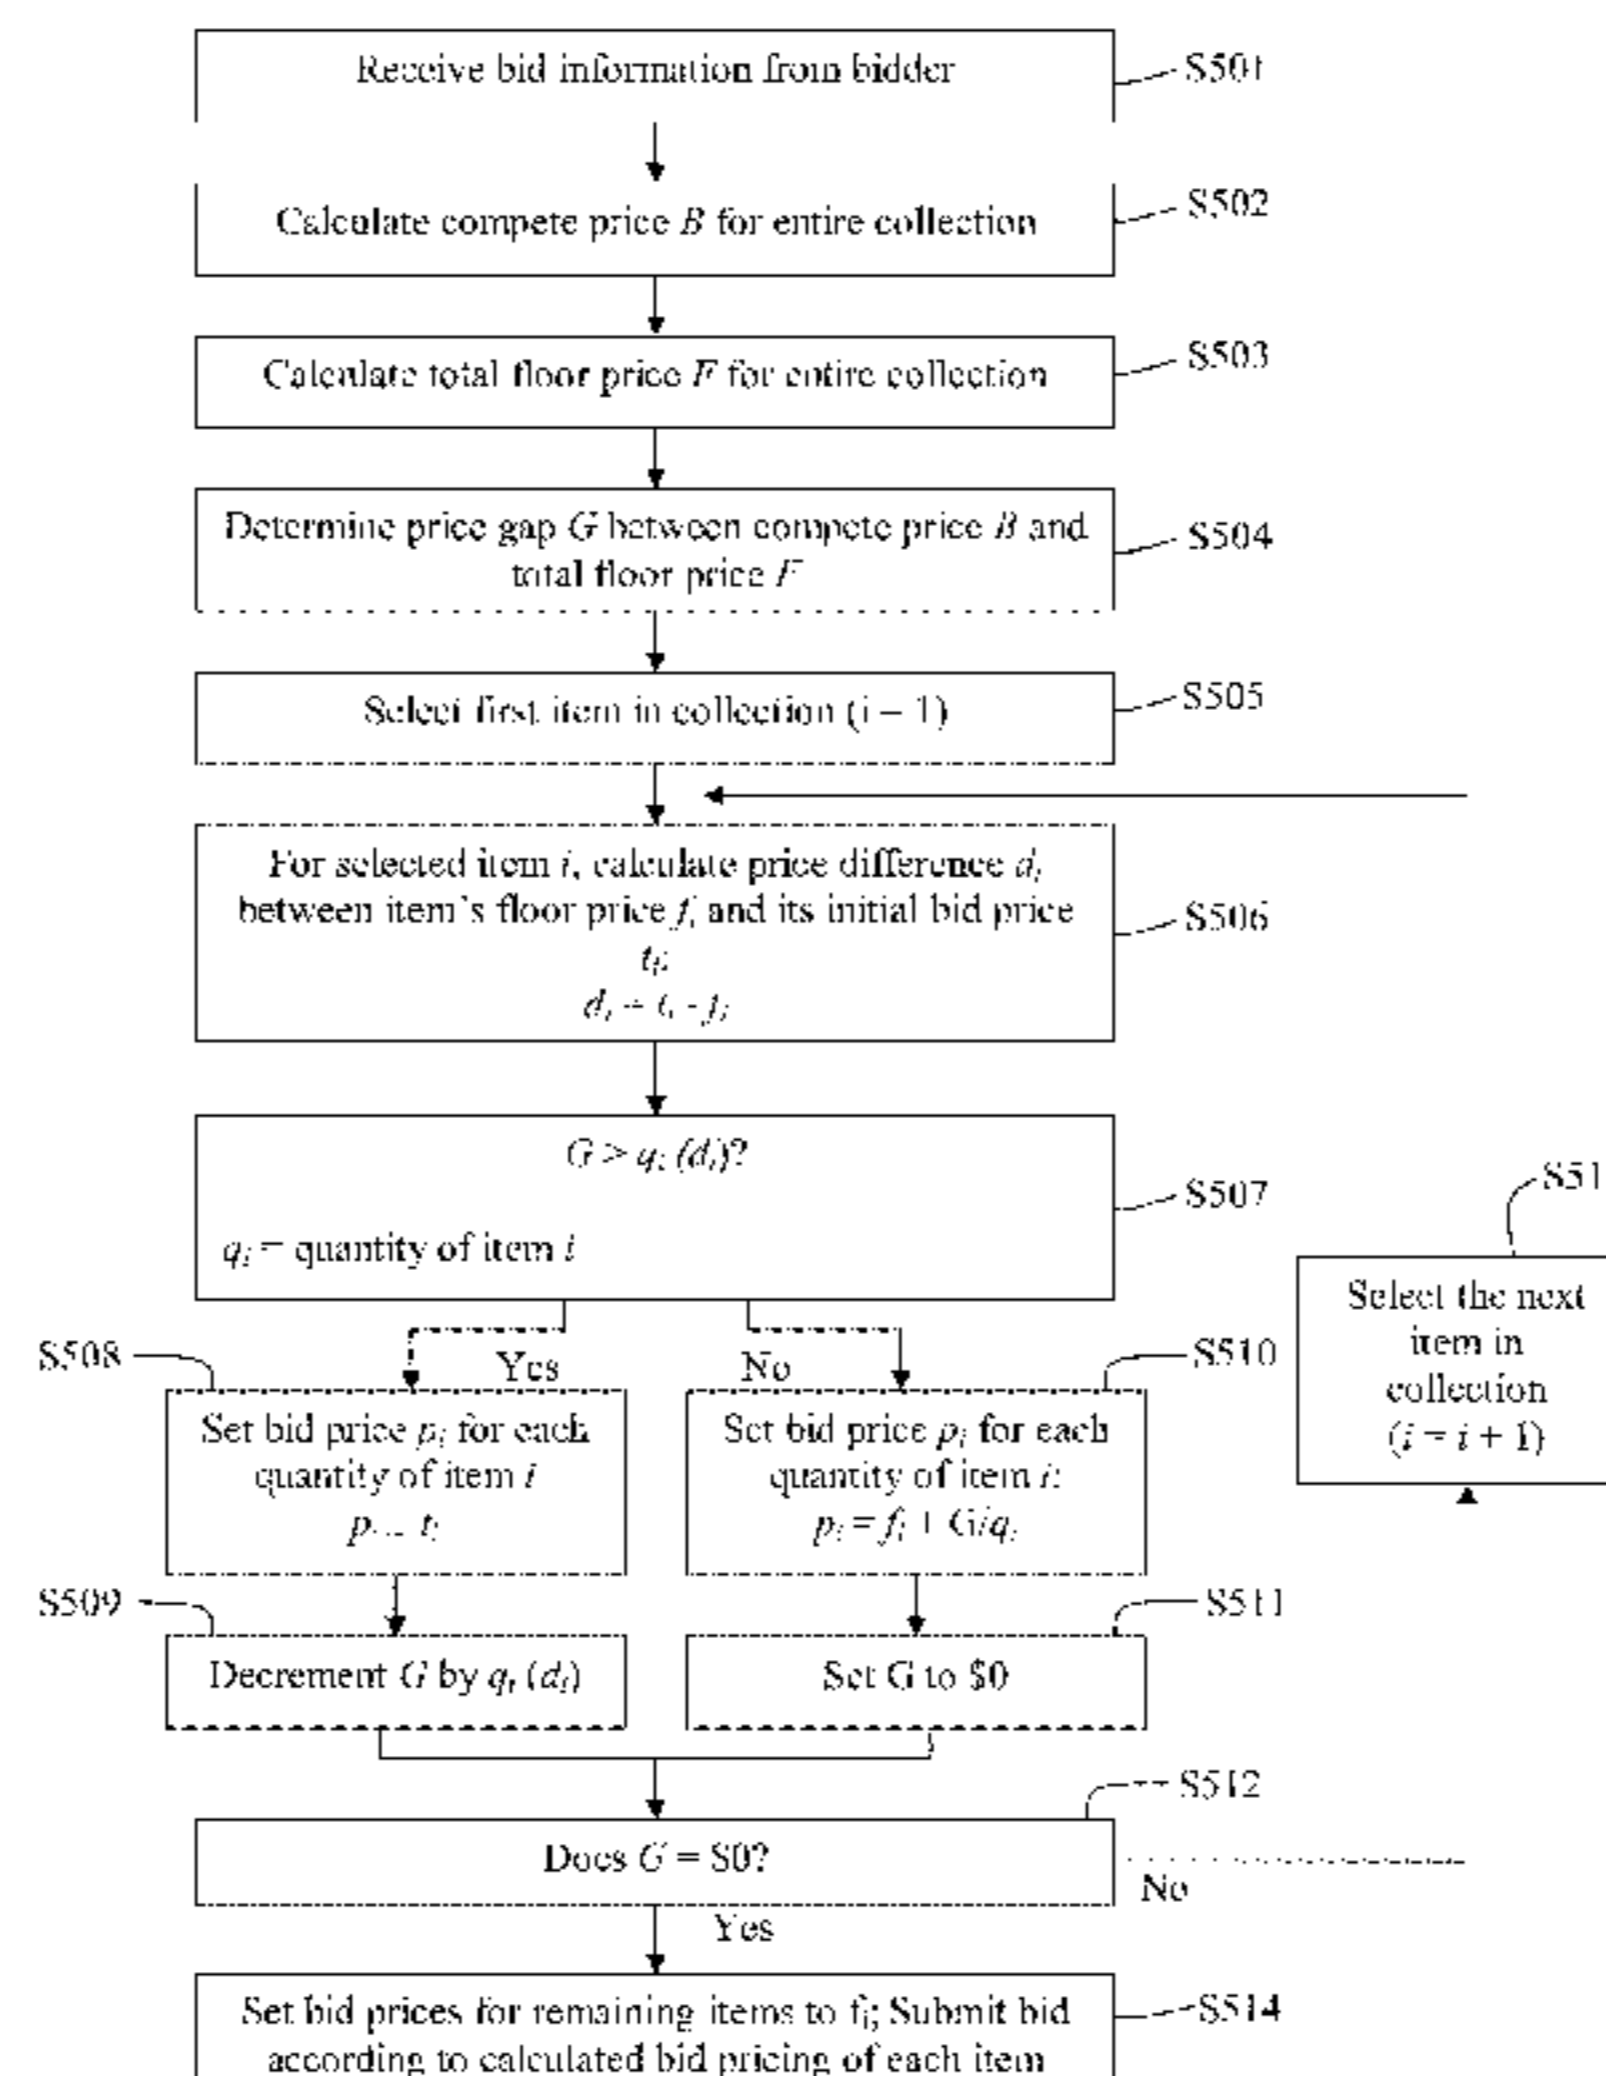 Receive bid information from bidder
S501
Calculate compete price B for entire collection
S502
Calculate total floor price F for entire collection
S503
Determine price gap G between compete price B and
total floor price F
S504
Select first item in collection (i = 1)
S505
For selected item i, calculate price difference di
between item's floor price fi and its initial bid price
ti:
di = ti - fi
S506
G > qi (di)?
qi = quantity of item i
S507
S51
Select the next
item in
collection
(i = i + 1)
S508
Yes
No
S510
Set bid price pi for each
quantity of item i
pi = ti
Set bid price pi for each
quantity of item i:
pi = fi + G/qi
S509
Decrement G by qi (di)
S511
Set G to $0
S512
Does G = $0?
No
Yes
Set bid prices for remaining items to fi; Submit bid
according to calculated bid pricing of each item
S514